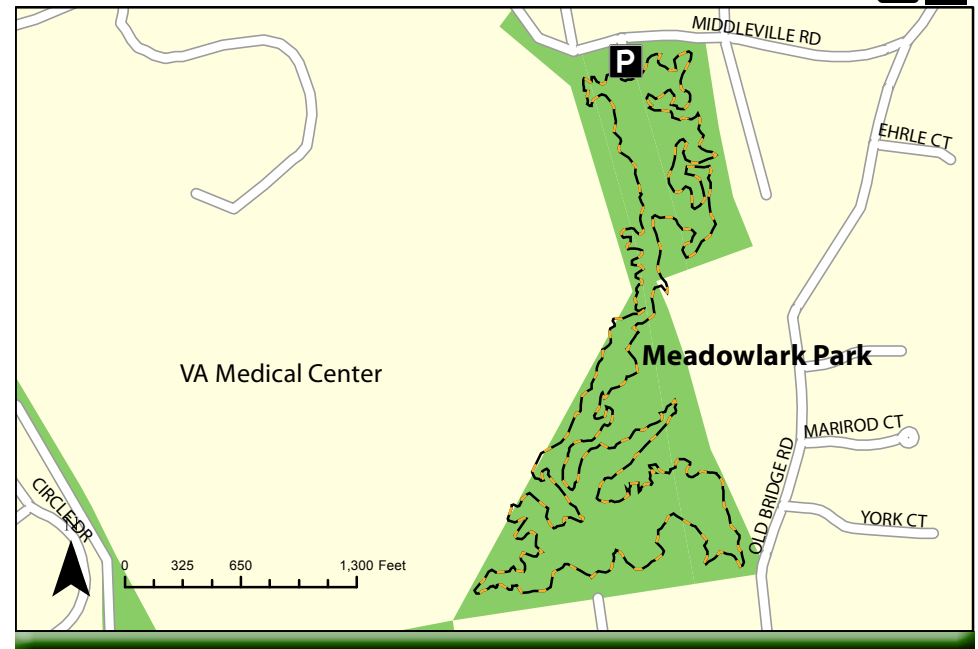 MIDDLEVILLE RD
P
EHRLE CT
Meadowlark Park
VA Medical Center
MARIROD CT
OLD BRIDGE RD
CIRCLE DR
YORK CT
0 325 650 1,300 Feet